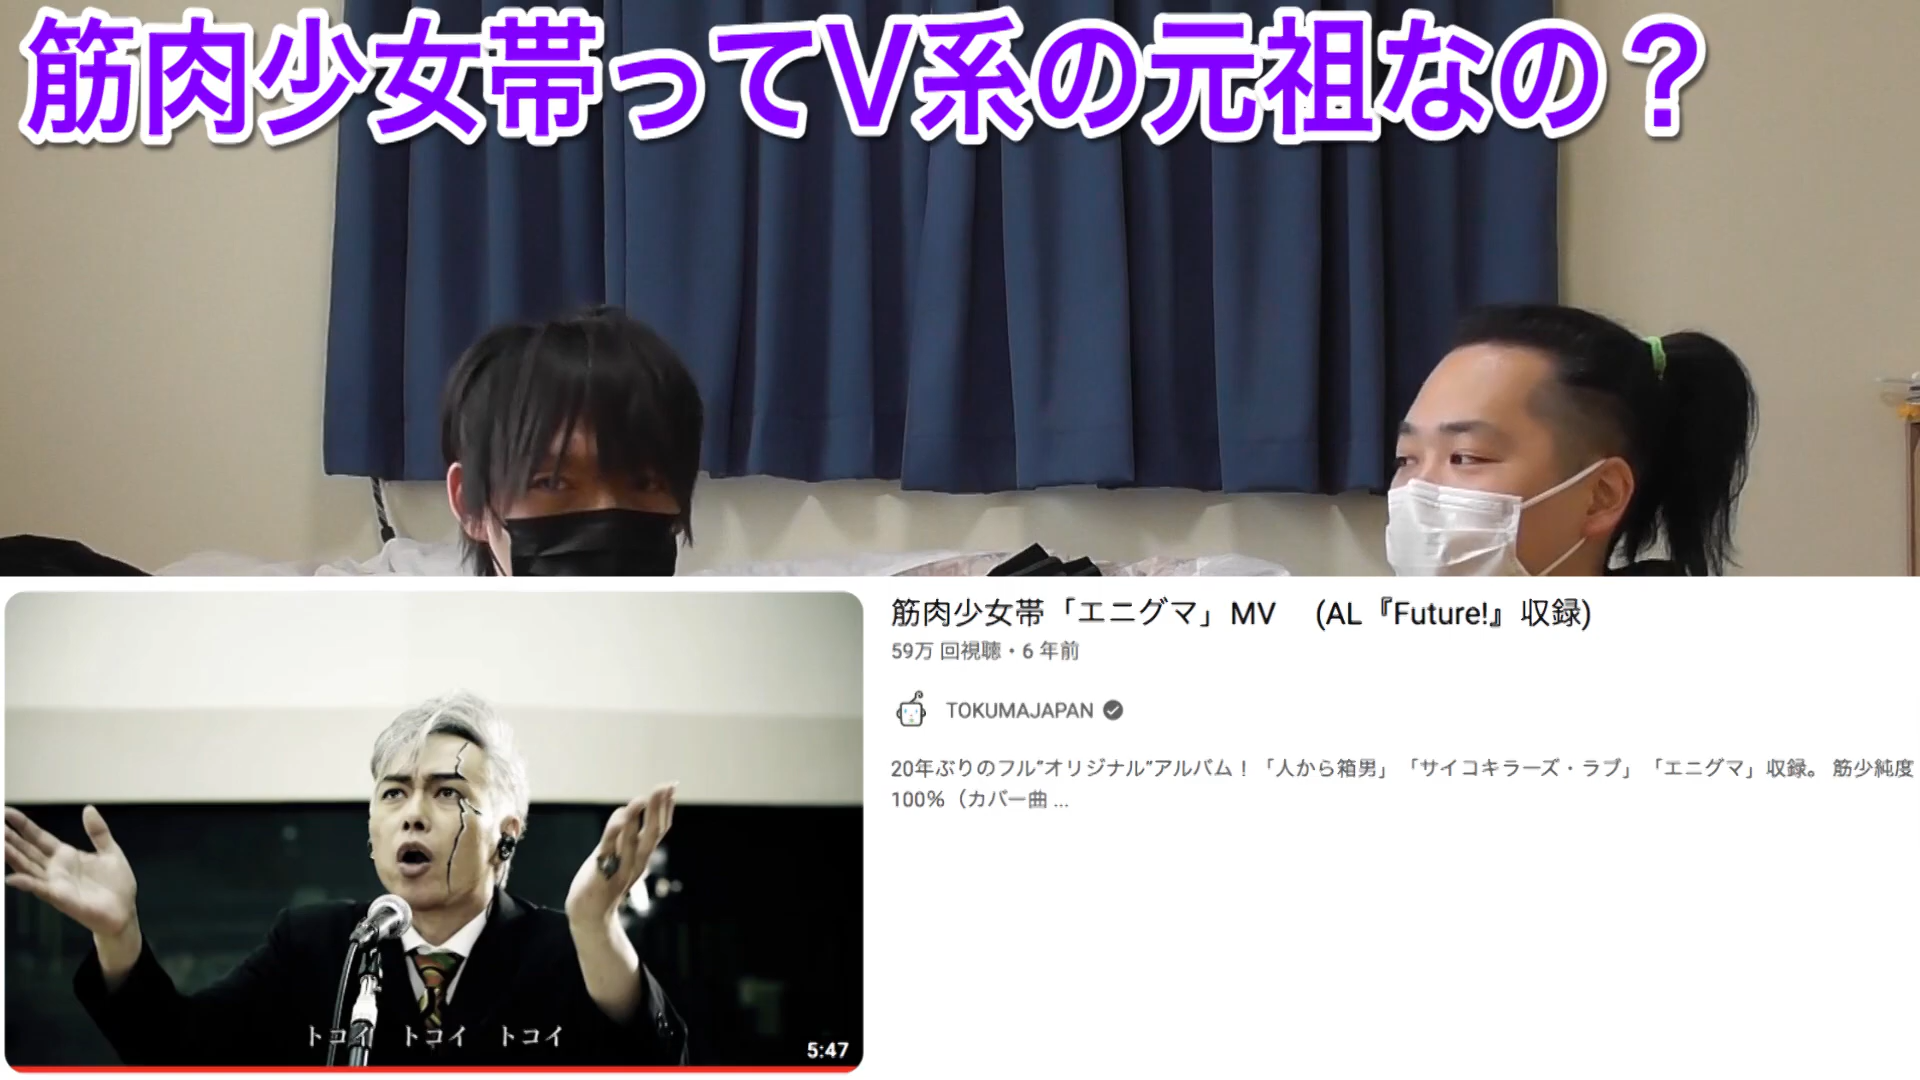 筋肉少女帯ってV系の元祖なの？
筋肉少女帯「エニグマ」MV　(AL『Future!』収録)
59万 回視聴・6 年前
TOKUMAJAPAN
20年ぶりのフル”オリジナル”アルバム！「人から箱男」「サイコキラーズ・ラブ」「エニグマ」収録。 筋少純度
100％（カバー曲 ...
トコイ　トコイ　トコイ
5:47